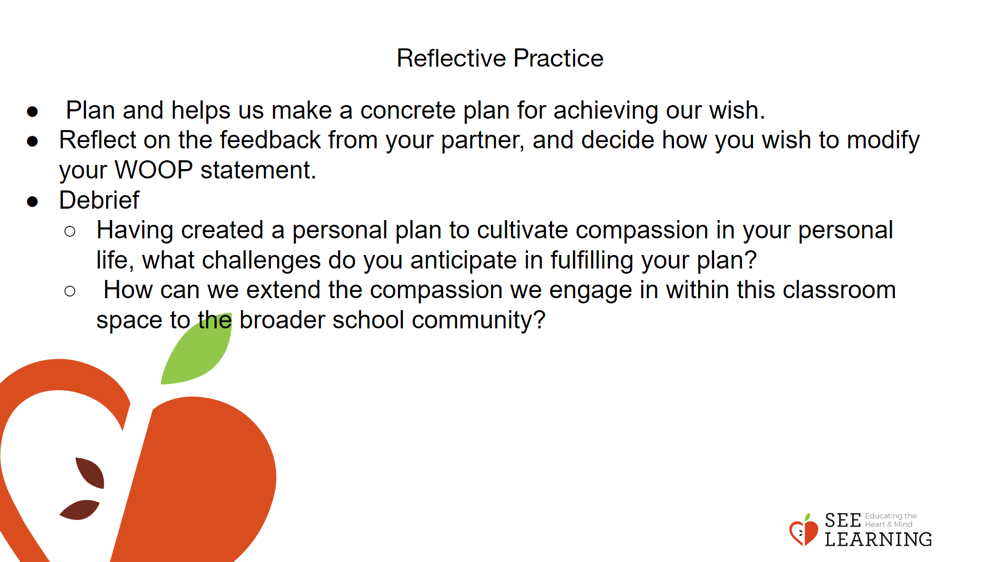 Reflective Practice
● Plan and helps us make a concrete plan for achieving our wish.
● Reflect on the feedback from your partner, and decide how you wish to modify
your WOOP statement.
● Debrief
○ Having created a personal plan to cultivate compassion in your personal
life, what challenges do you anticipate in fulfilling your plan?
○ How can we extend the compassion we engage in within this classroom
space to the broader school community?
SEE Educating the
Heart & Mind
LEARNING